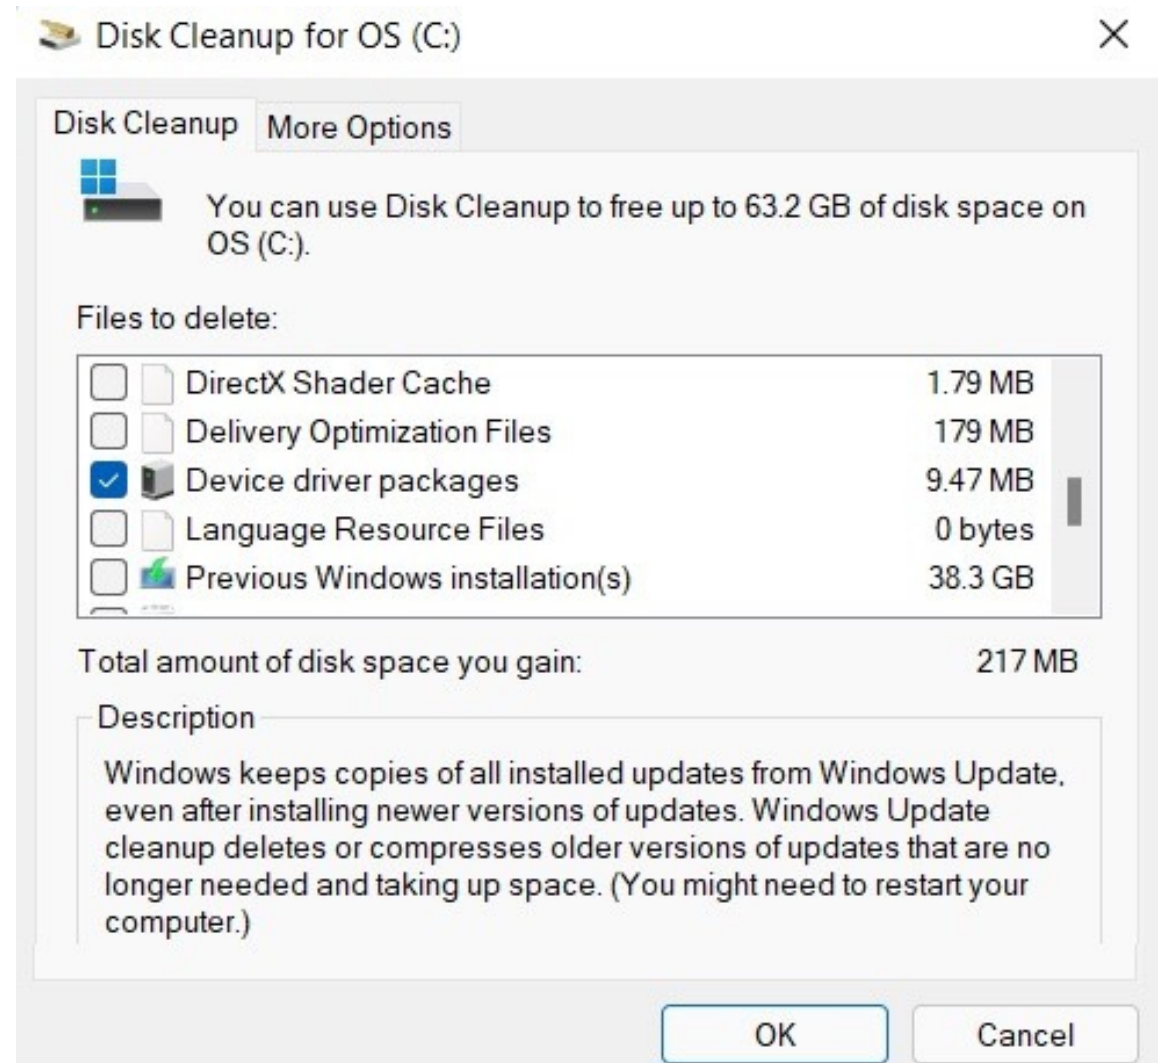 Disk Cleanup for OS (C:)
Disk Cleanup More Options
You can use Disk Cleanup to free up to 63.2 GB of disk space on
OS (C:).
Files to delete:
DirectX Shader Cache 1.79 MB
Delivery Optimization Files 179 MB
Device driver packages 9.47 MB
Language Resource Files 0 bytes
Previous Windows installation(s) 38.3 GB
Total amount of disk space you gain: 217 MB
Description
Windows keeps copies of all installed updates from Windows Update,
even after installing newer versions of updates. Windows Update
cleanup deletes or compresses older versions of updates that are no
longer needed and taking up space. (You might need to restart your
computer.)
OK Cancel